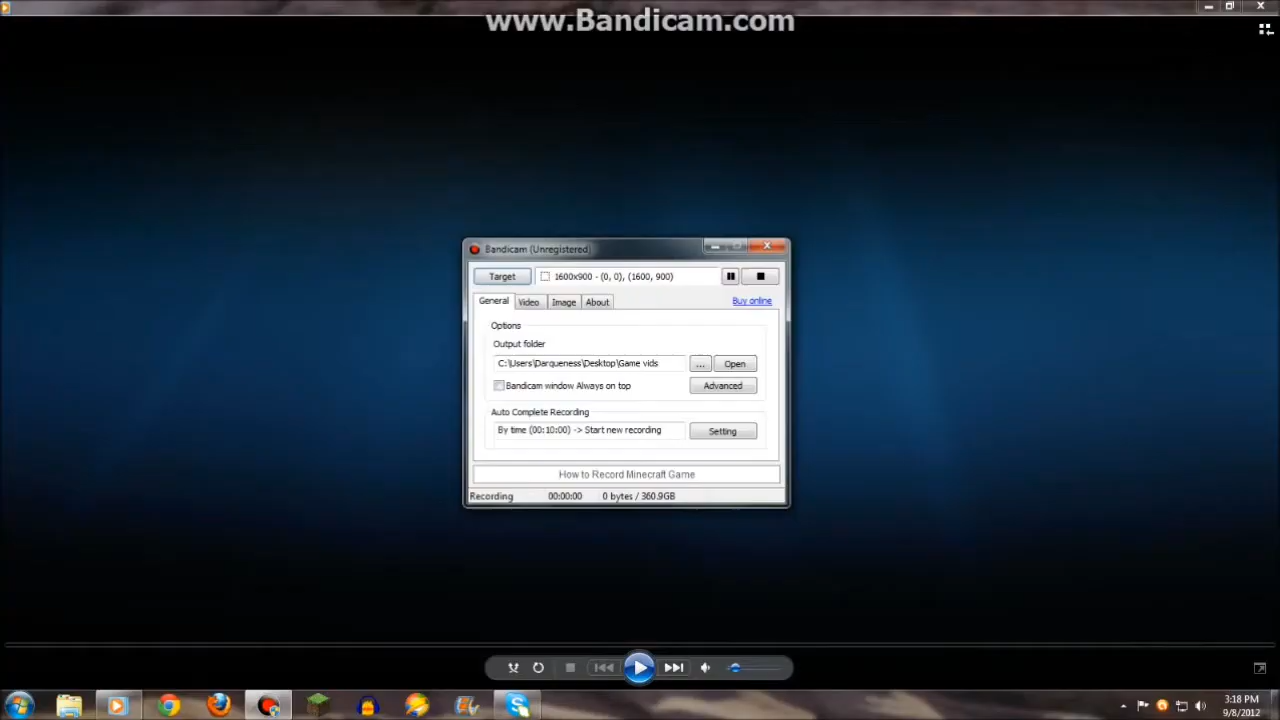 www.Bandicam.com
Bandicam (Unregistered)
Target
1600x900 - (0, 0), (1600, 900)
General Video Image About
Buy online
Options
Output folder
C:\Users\Darqueness\Desktop\Game vids
... Open
Bandicam window Always on top
Advanced
Auto Complete Recording
By time (00:10:00) -> Start new recording
Setting
How to Record Minecraft Game
Recording 00:00:00 0 bytes / 360.9GB
3:18 PM
9/8/2012